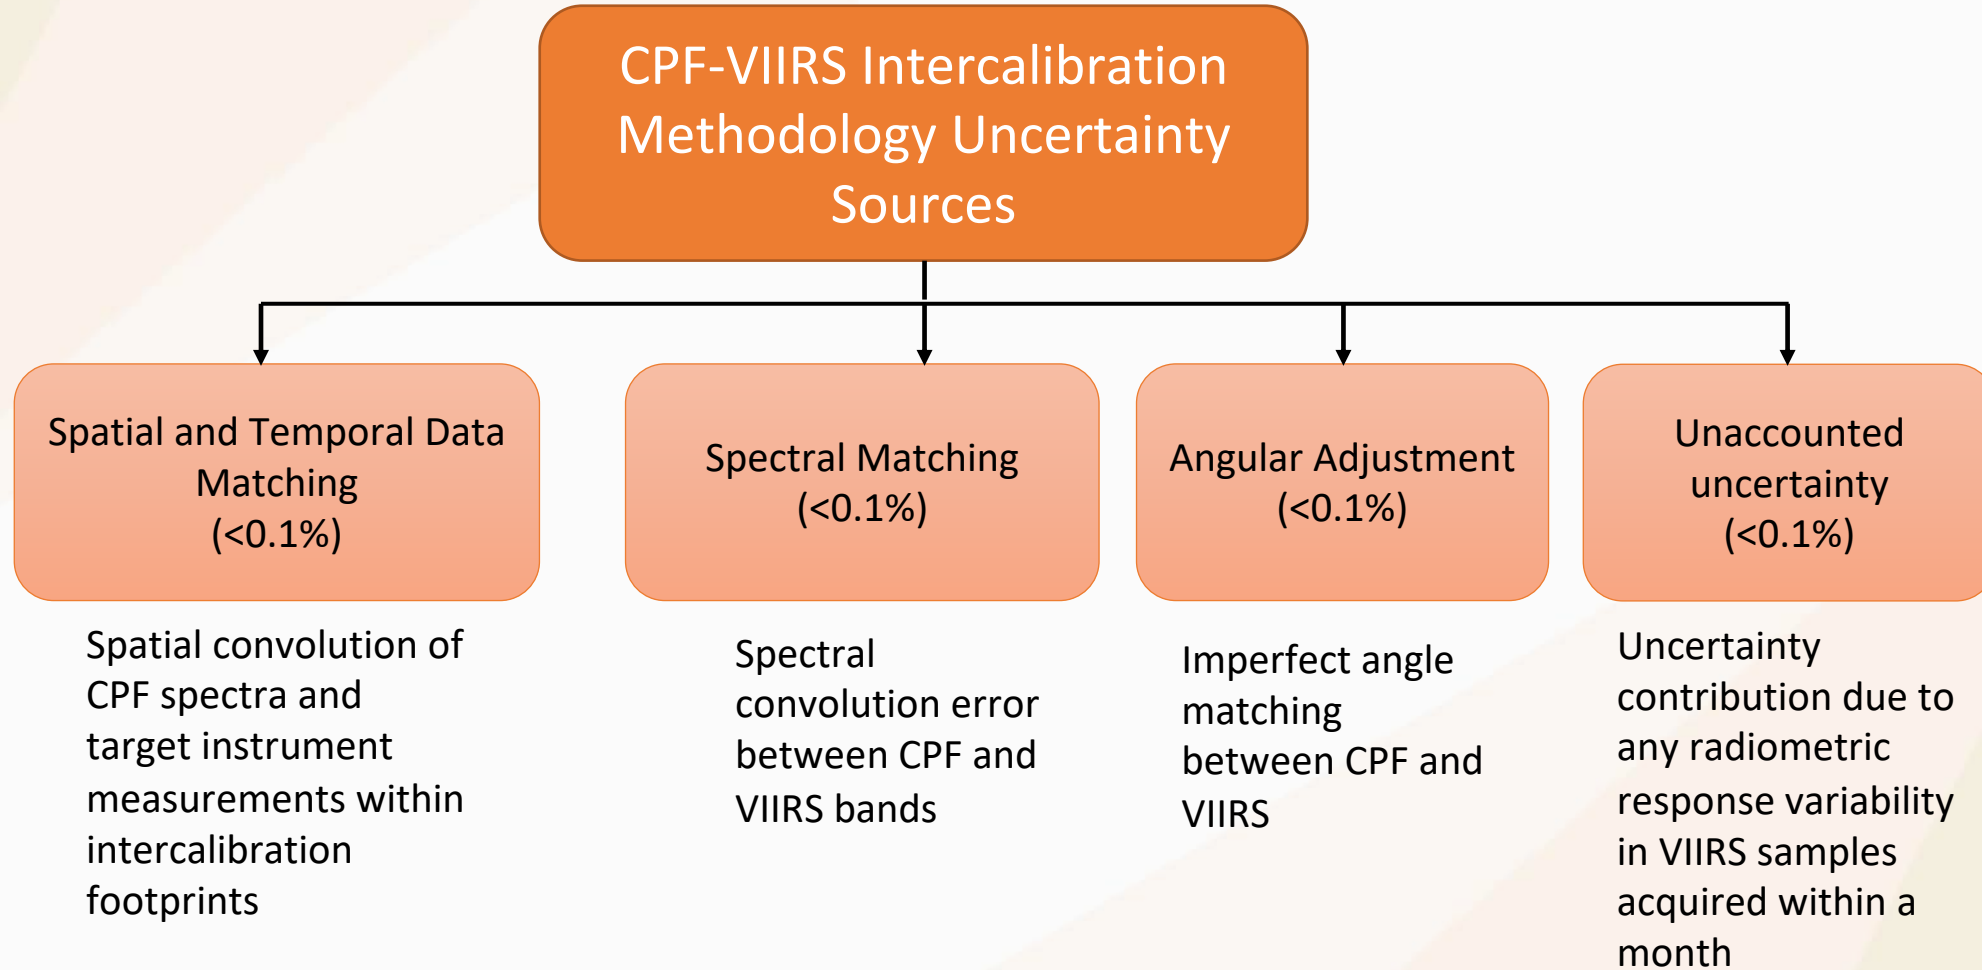 CPF-VIIRS Intercalibration
Methodology Uncertainty
Sources
Spatial and Temporal Data
Matching
(<0.1%)
Spectral Matching
(<0.1%)
Angular Adjustment
(<0.1%)
Unaccounted
uncertainty
(<0.1%)
Spatial convolution of
CPF spectra and
target instrument
measurements within
intercalibration
footprints
Spectral
convolution error
between CPF and
VIIRS bands
Imperfect angle
matching
between CPF and
VIIRS
Uncertainty
contribution due to
any radiometric
response variability
in VIIRS samples
acquired within a
month